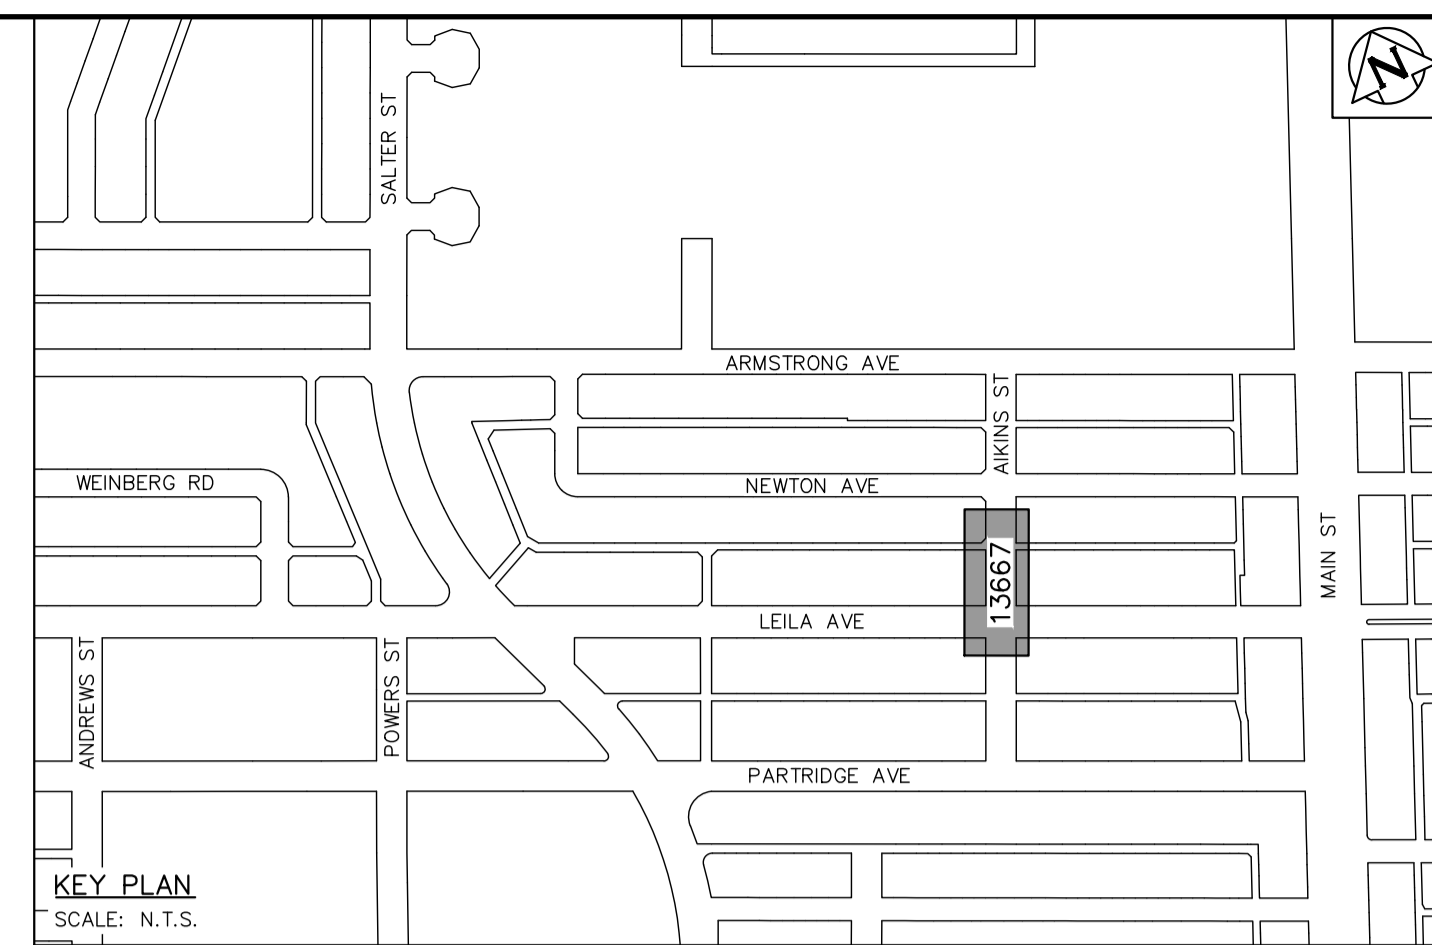 N
SALTER ST
ARMSTRONG AVE
AIKINS ST
WEINBERG RD
NEWTON AVE
MAIN ST
13667
LEILA AVE
ANDREWS ST
POWERS ST
PARTRIDGE AVE
KEY PLAN
SCALE: N.T.S.